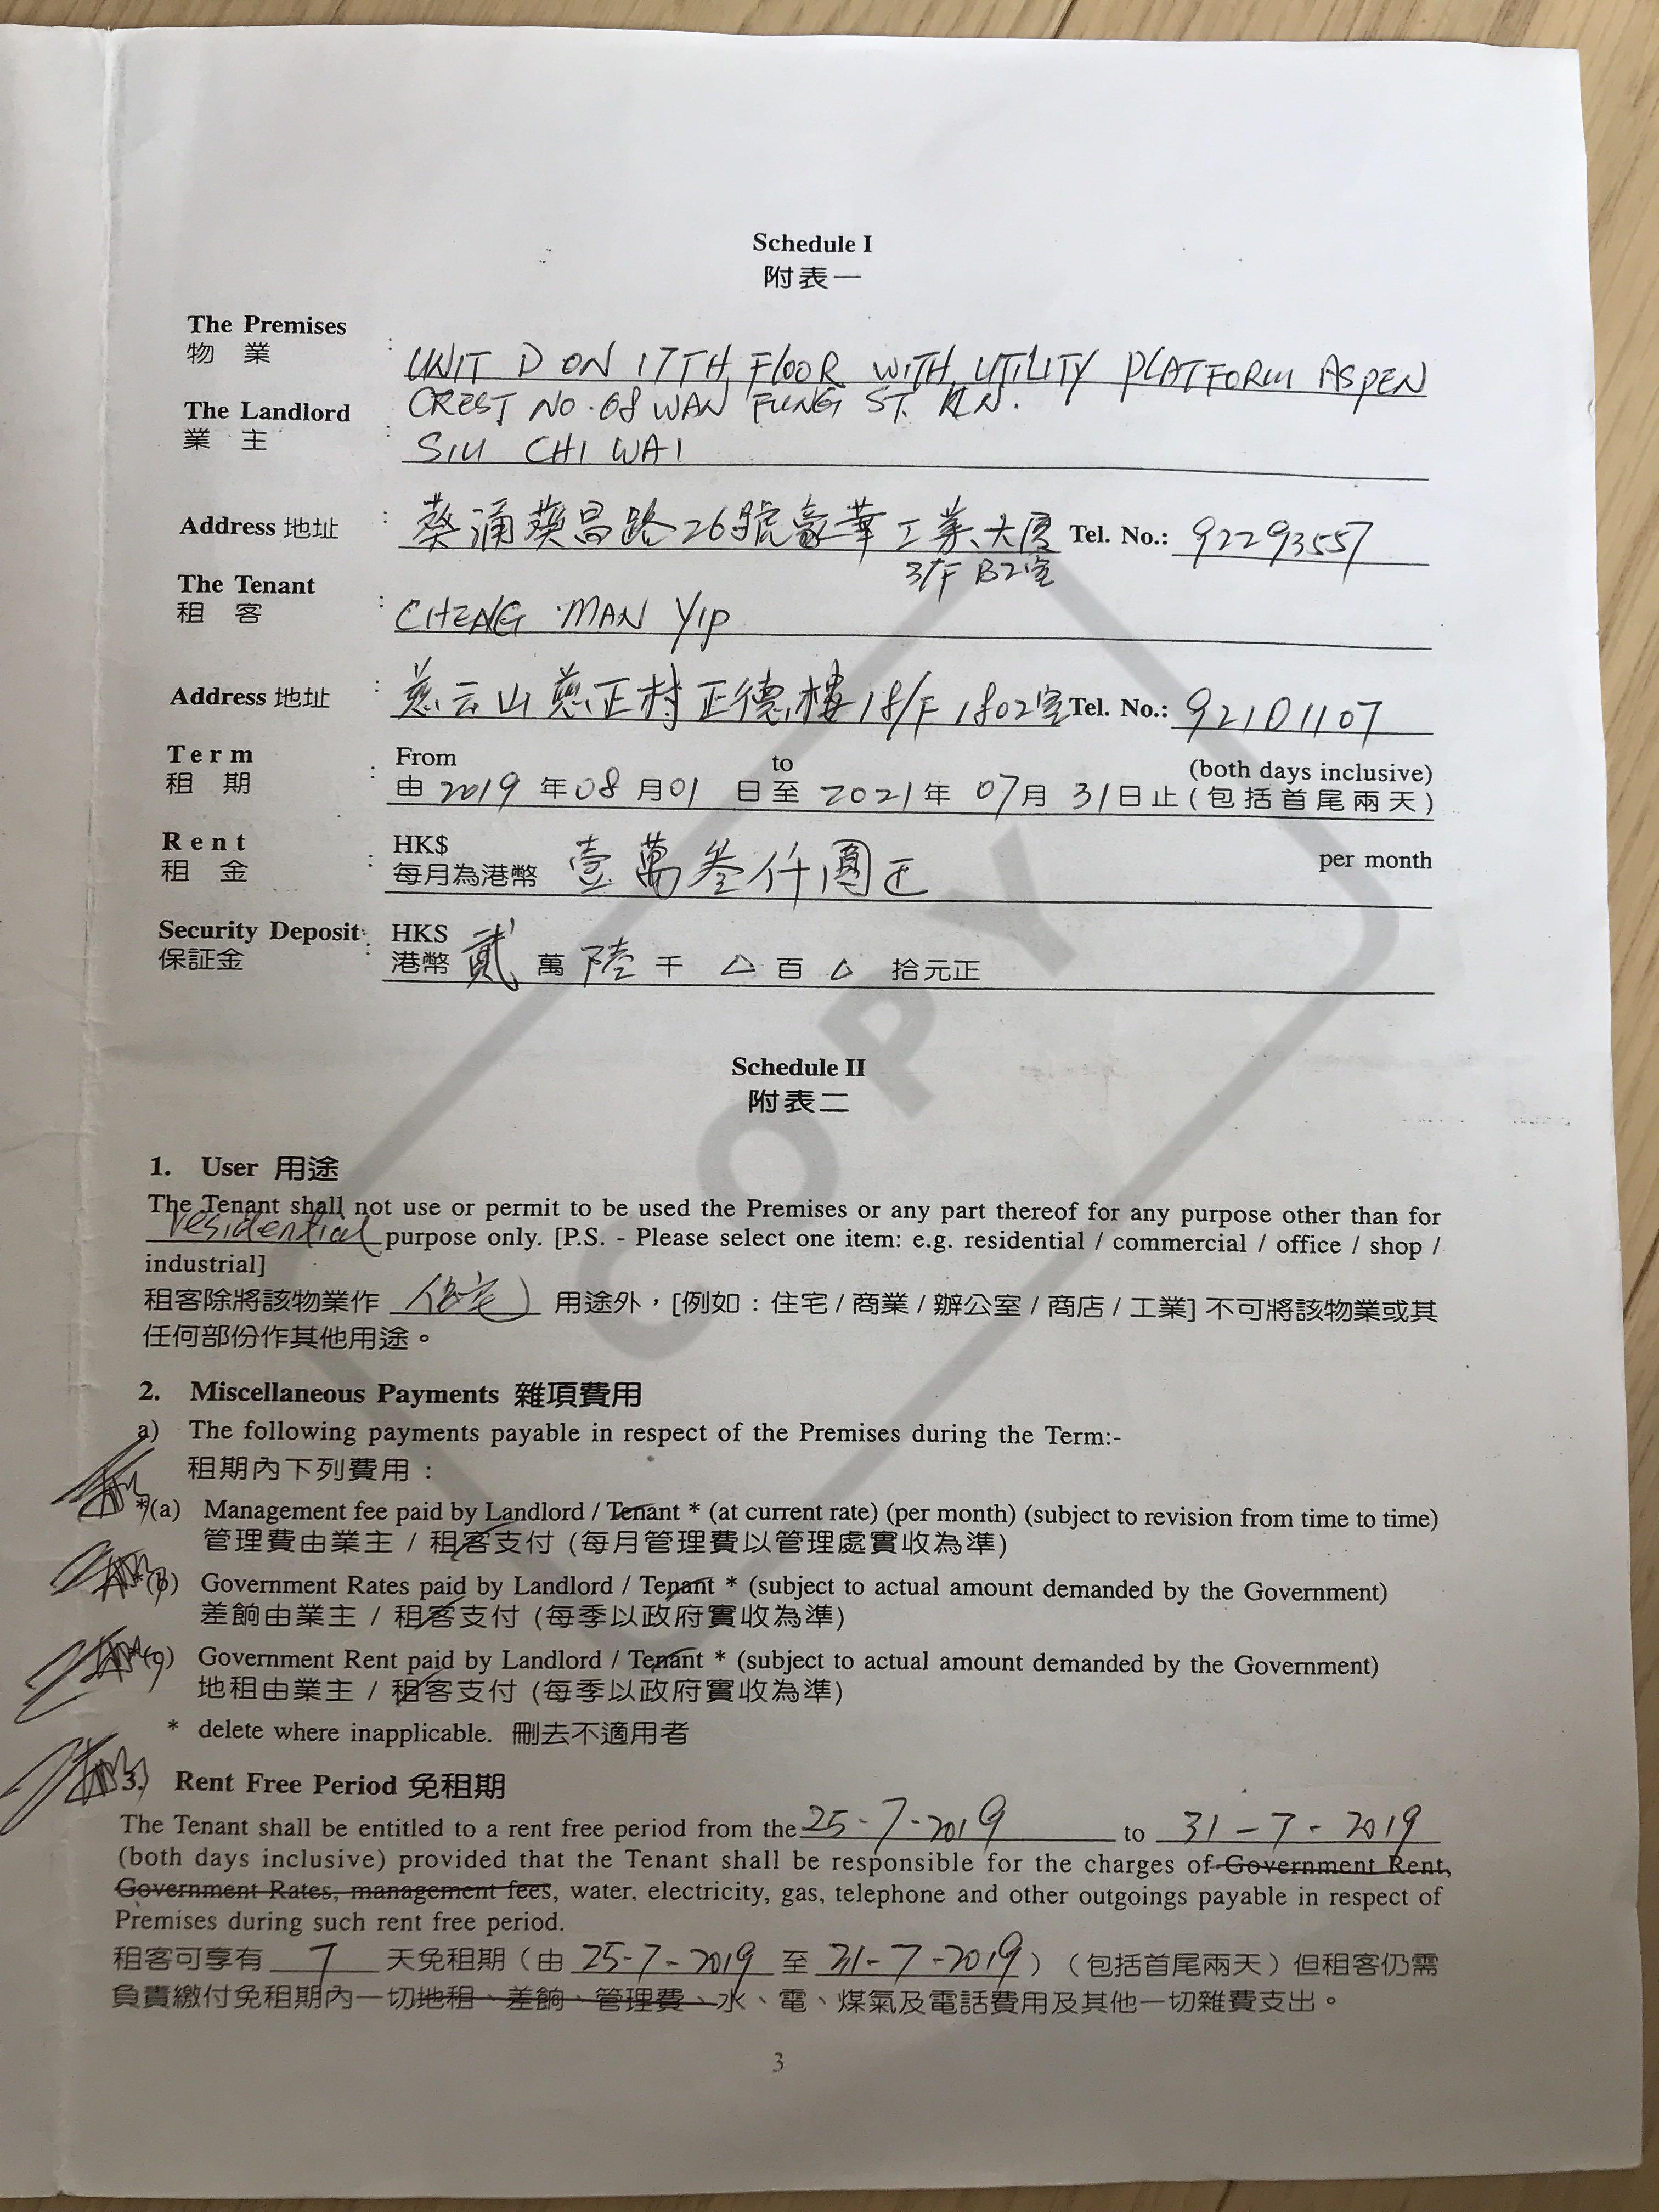 Schedule I
附表一
The Premises
物 業 : UNIT D ON 17TH FLOOR WITH UTILITY PLATFORM ASPEN
CREST NO.68 WAN FUNG ST. KLN.
The Landlord
業 主 : SIU CHI WAI
Address 地址 : 葵涌葵昌路26號豪華工業大廈 Tel. No.: 92293557
3/F B2室
The Tenant
租 客 : CHENG MAN YIP
Address 地址 : 慈云山慈正村正德樓18/F 1802室 Tel. No.: 92101107
Term From to (both days inclusive)
租 期 : 由 2019 年 08 月 01 日至 2021 年 07 月 31 日止 (包括首尾兩天)
Rent HK$ per month
租 金 : 每月為港幣 壹萬叁仟圓正
Security Deposit : HK$
保証金 港幣 貳 萬 陸 千 △ 百 △ 拾元正
Schedule II
附表二
1. User 用途
The Tenant shall not use or permit to be used the Premises or any part thereof for any purpose other than for
residential purpose only. [P.S. - Please select one item: e.g. residential / commercial / office / shop /
industrial]
租客除將該物業作 住宅 用途外，[例如：住宅 / 商業 / 辦公室 / 商店 / 工業] 不可將該物業或其
任何部份作其他用途。
2. Miscellaneous Payments 雜項費用
a) The following payments payable in respect of the Premises during the Term:-
租期內下列費用：
*(a) Management fee paid by Landlord / Tenant * (at current rate) (per month) (subject to revision from time to time)
管理費由業主 / 租客支付 (每月管理費以管理處實收為準)
*(b) Government Rates paid by Landlord / Tenant * (subject to actual amount demanded by the Government)
差餉由業主 / 租客支付 (每季以政府實收為準)
*(c) Government Rent paid by Landlord / Tenant * (subject to actual amount demanded by the Government)
地租由業主 / 租客支付 (每季以政府實收為準)
* delete where inapplicable. 刪去不適用者
3. Rent Free Period 免租期
The Tenant shall be entitled to a rent free period from the 25-7-2019 to 31-7-2019
(both days inclusive) provided that the Tenant shall be responsible for the charges of Government Rent,
Government Rates, management fees, water, electricity, gas, telephone and other outgoings payable in respect of
Premises during such rent free period.
租客可享有 7 天免租期（由 25-7-2019 至 31-7-2019）（包括首尾兩天）但租客仍需
負責繳付免租期內一切地租、差餉、管理費、水、電、煤氣及電話費用及其他一切雜費支出。
COPY
3